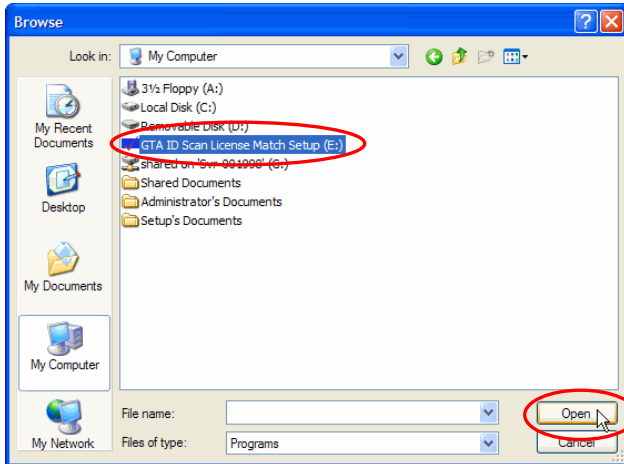 Browse
Look in:
My Computer
3½ Floppy (A:)
Local Disk (C:)
Removable Disk (D:)
GTA ID Scan License Match Setup (E:)
shared on 'Svr-001998' (G:)
Shared Documents
Administrator's Documents
Setup's Documents
My Recent
Documents
Desktop
My Documents
My Computer
My Network
File name:
Open
Files of type:
Programs
Cancel